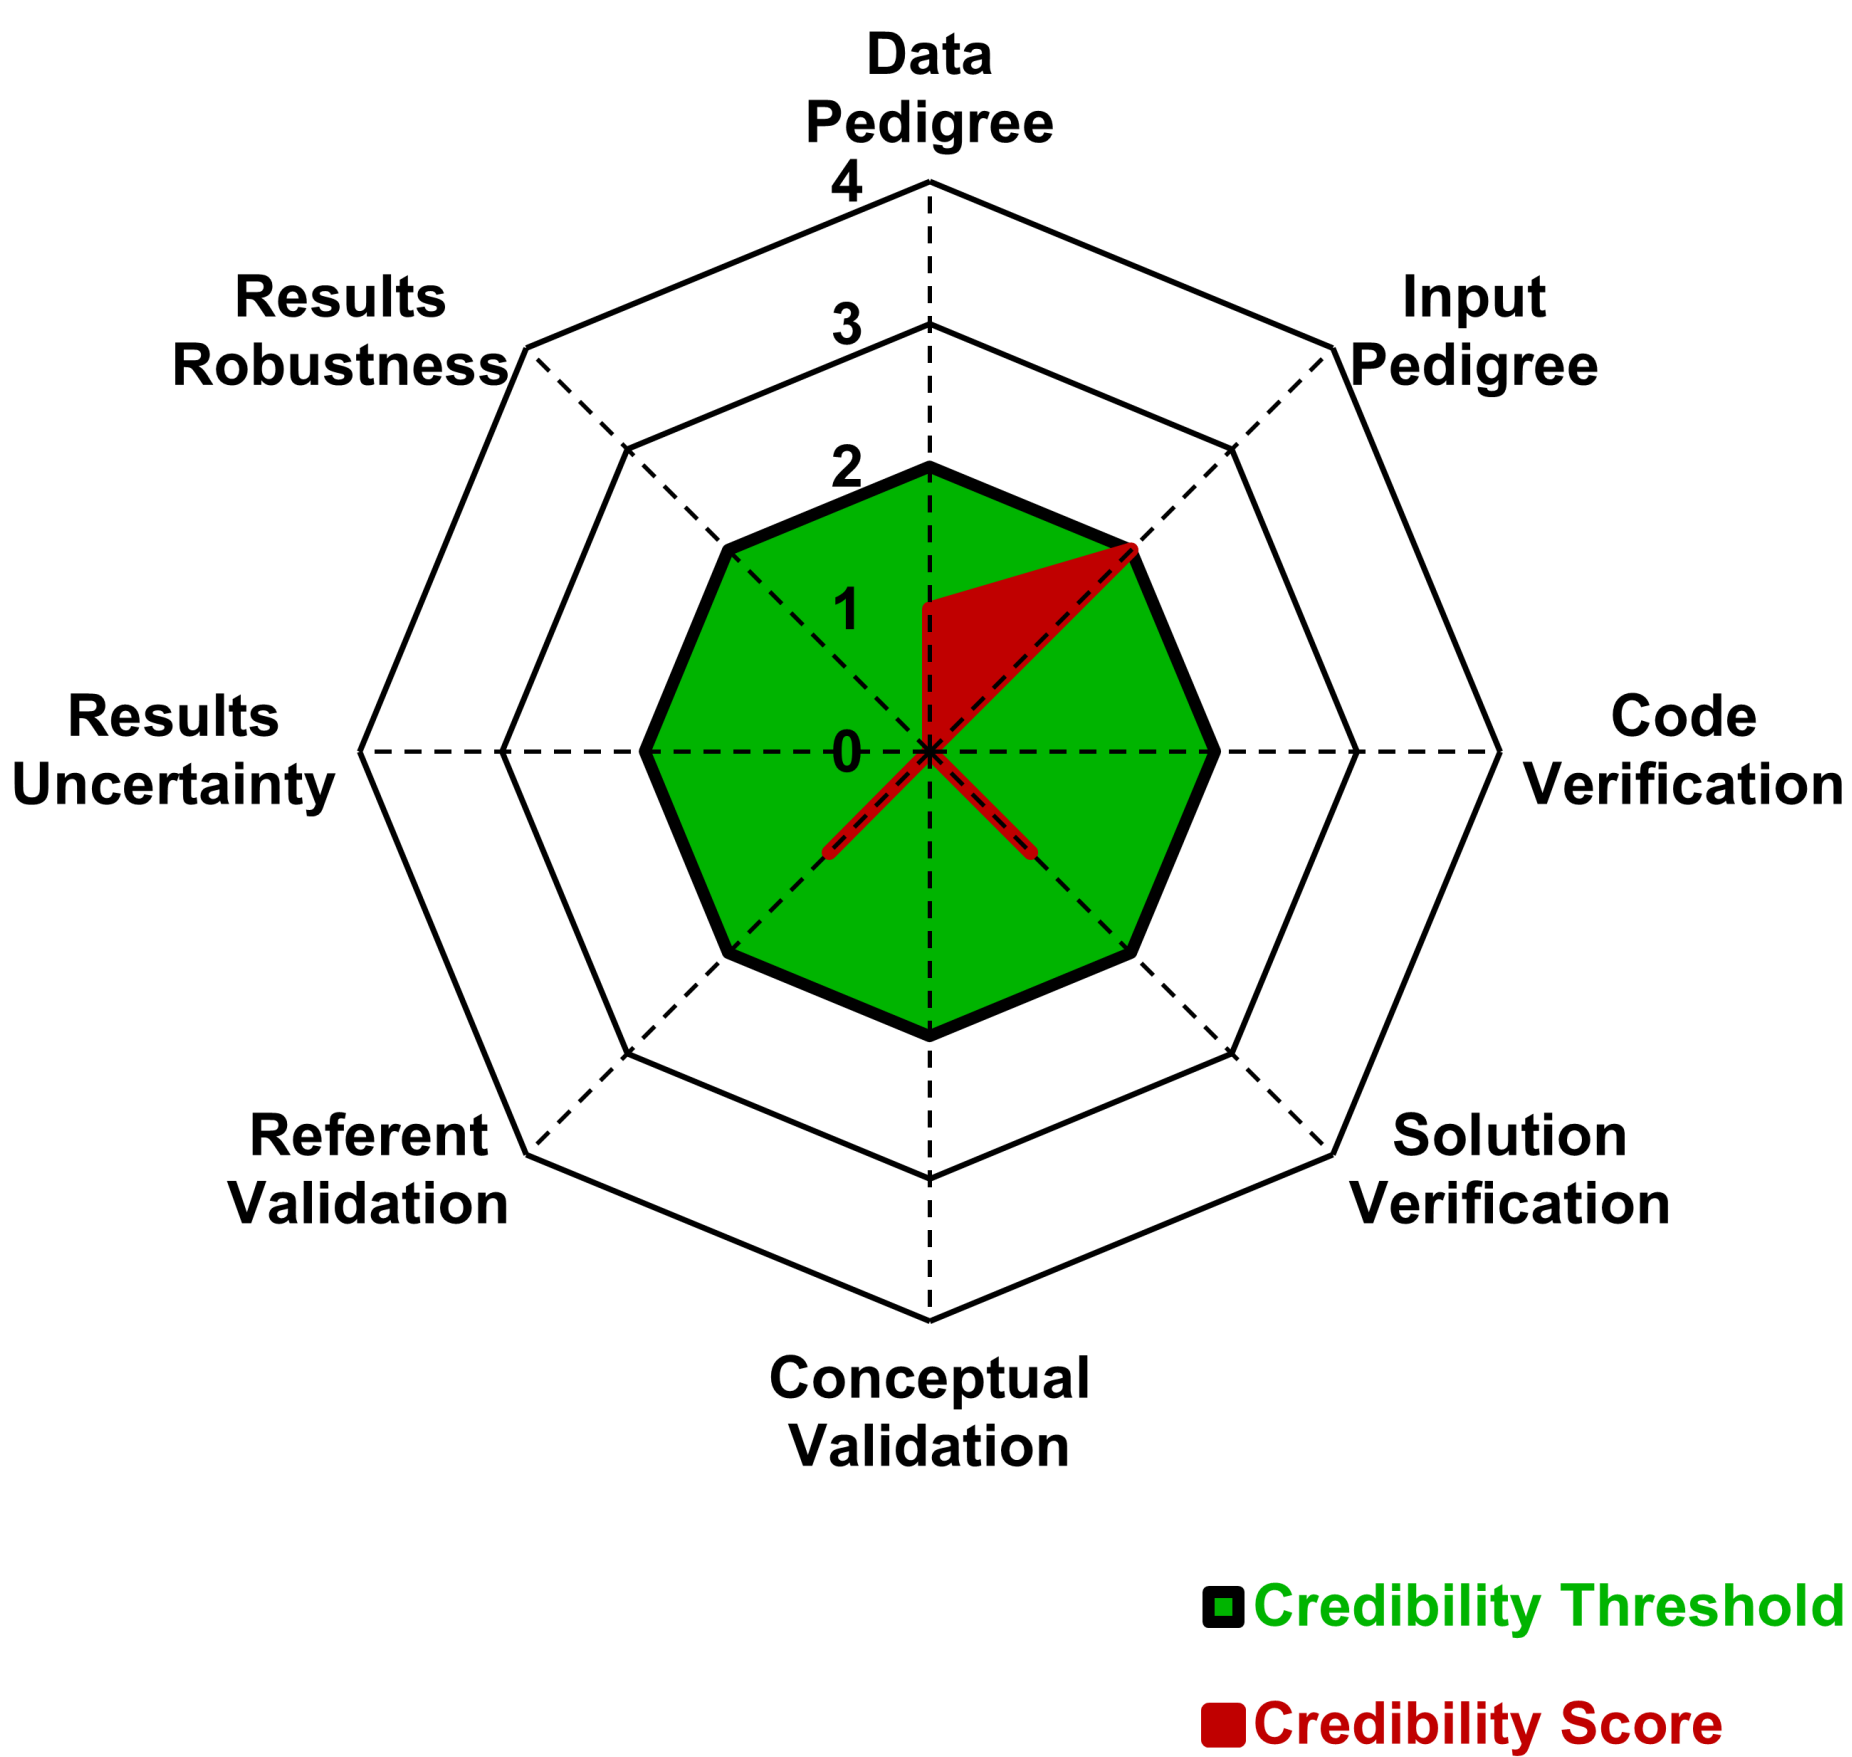 Data
Pedigree
4
Results
Robustness
Input
Pedigree
3
2
1
Results
Uncertainty
0
Code
Verification
Referent
Validation
Solution
Verification
Conceptual
Validation
Credibility Threshold
Credibility Score